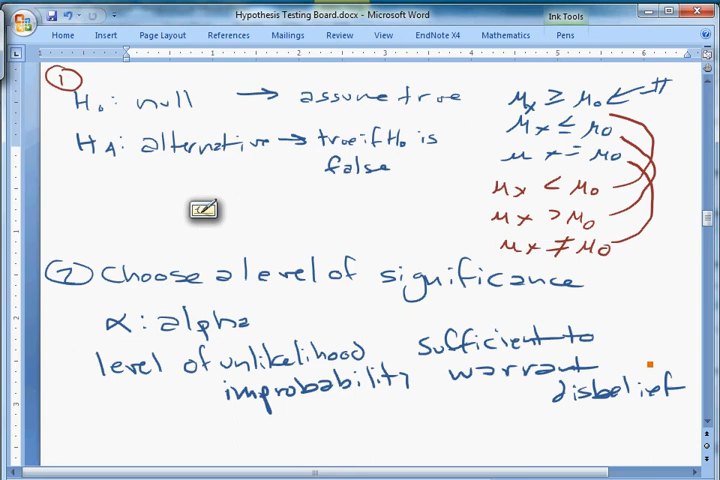 Hypothesis Testing Board.docx - Microsoft Word
Ink Tools
Home Insert Page Layout References Mailings Review View EndNote X4 Mathematics Pens
1
H₀: null → assume true
μx ≥ μ0 ←
μx ≤ μ0
HA: alternative → true if H₀ is
false
μx = μ0
μx < μ0
μx > μ0
μx ≠ μ0
2 Choose a level of significance
α: alpha
level of unlikelihood sufficient to
improbability warrant
disbelief